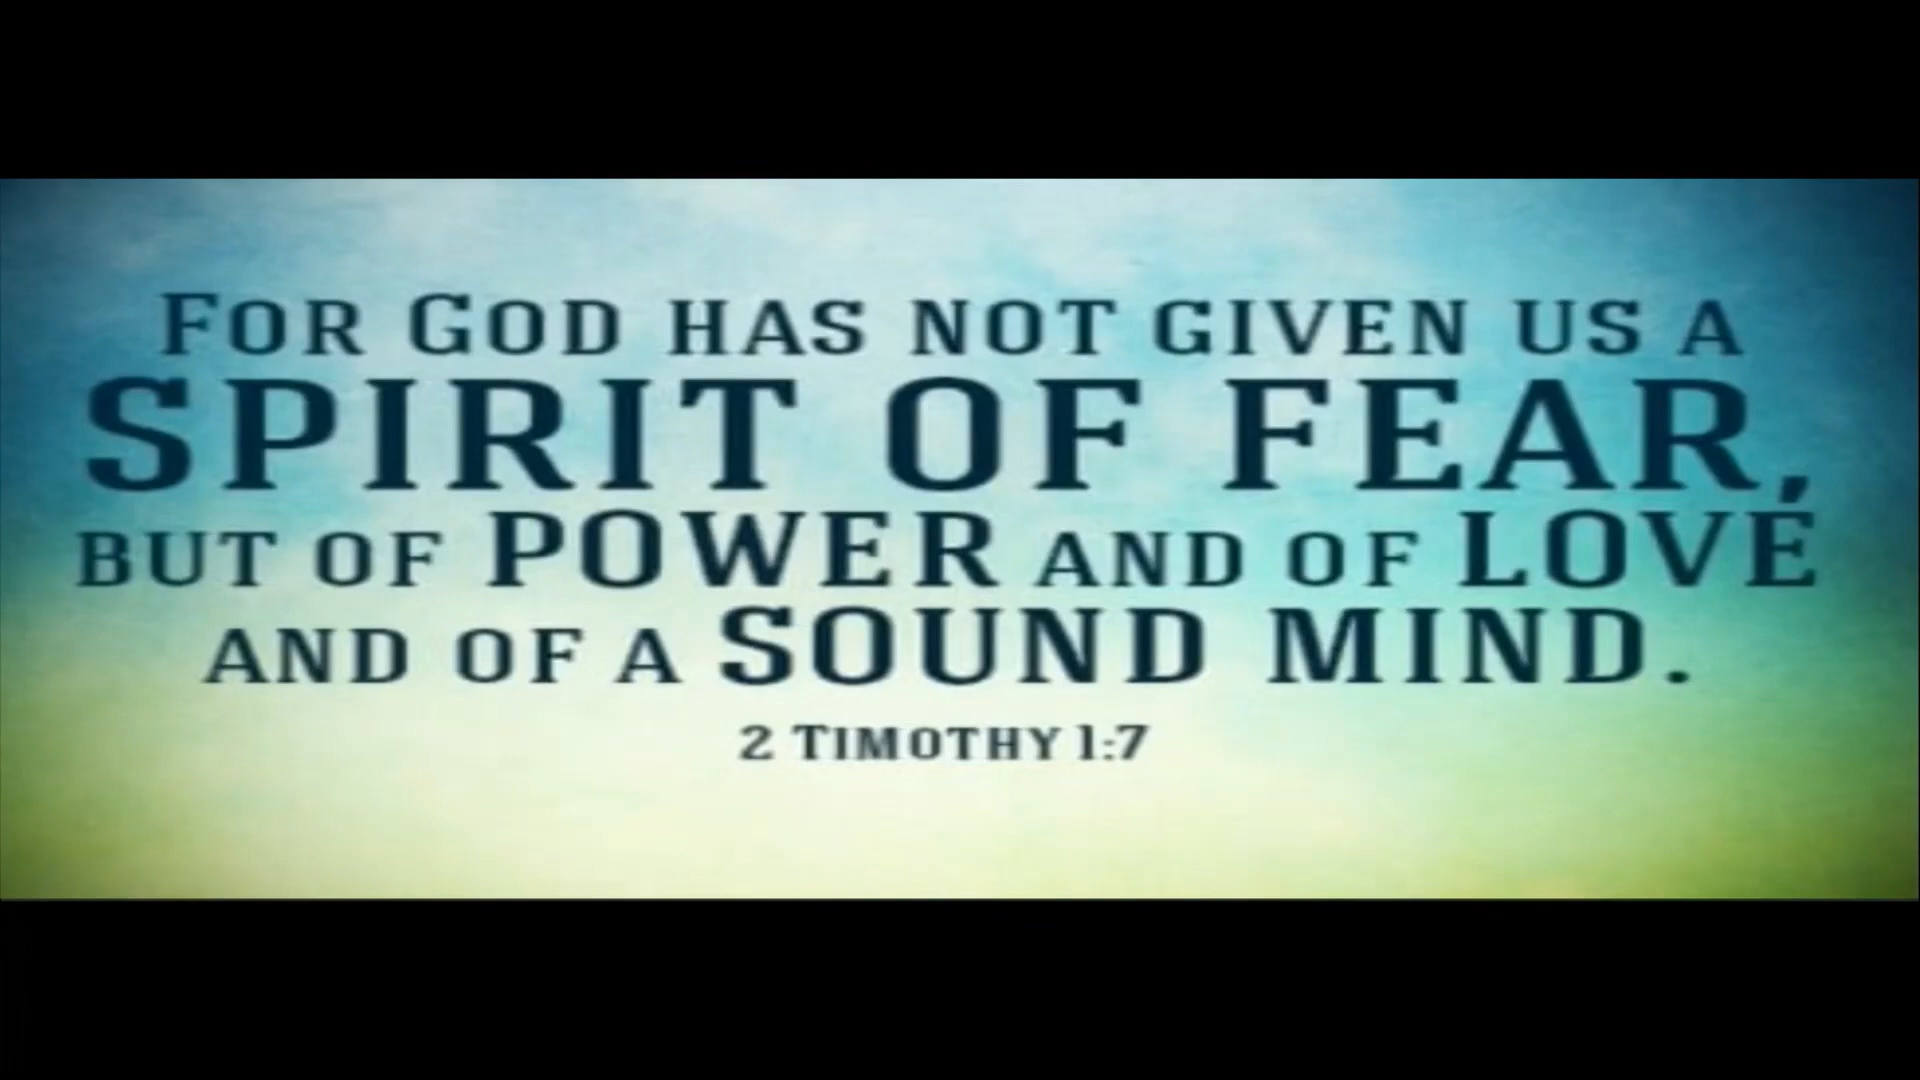 For God has not given us a
SPIRIT OF FEAR,
BUT OF POWER AND OF LOVE
AND OF A SOUND MIND.
2 TIMOTHY 1:7